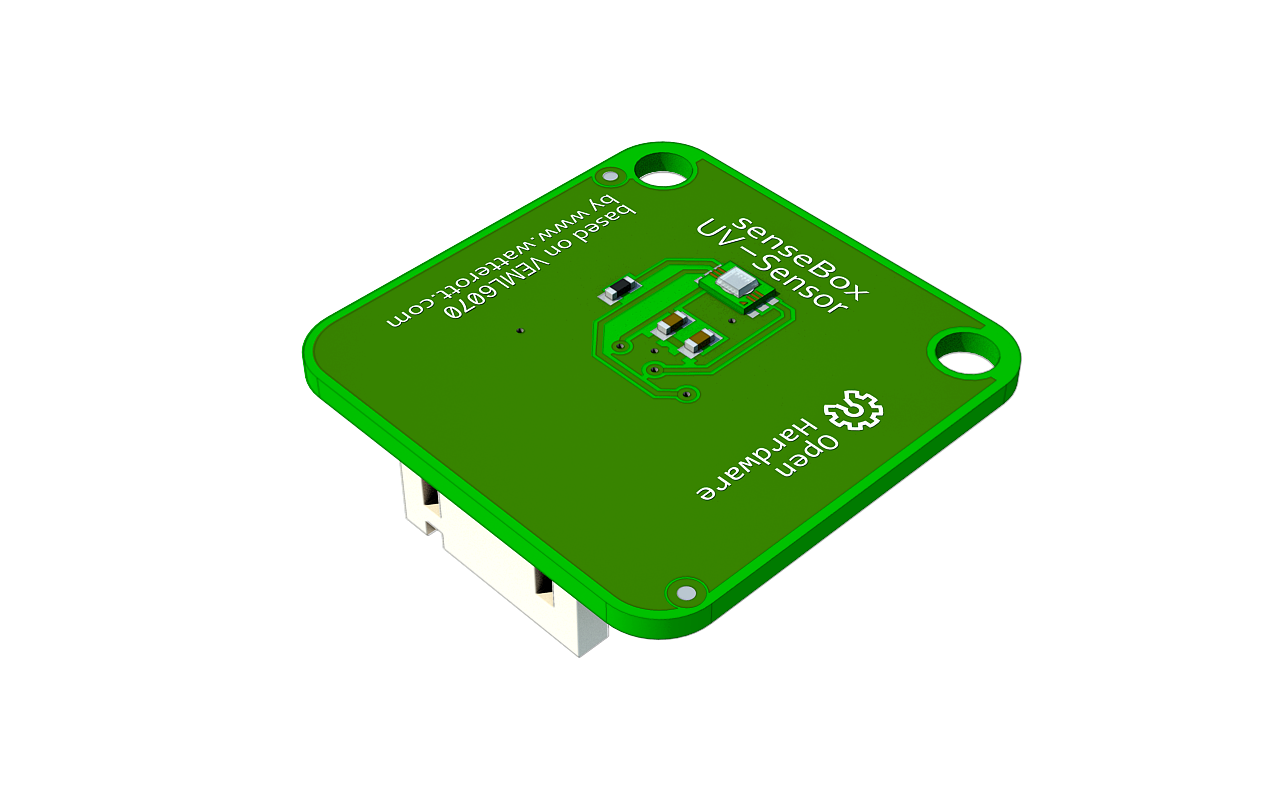 senseBox
UV-Sensor
based on VEML6070
by www.watterott.com
Open
Hardware